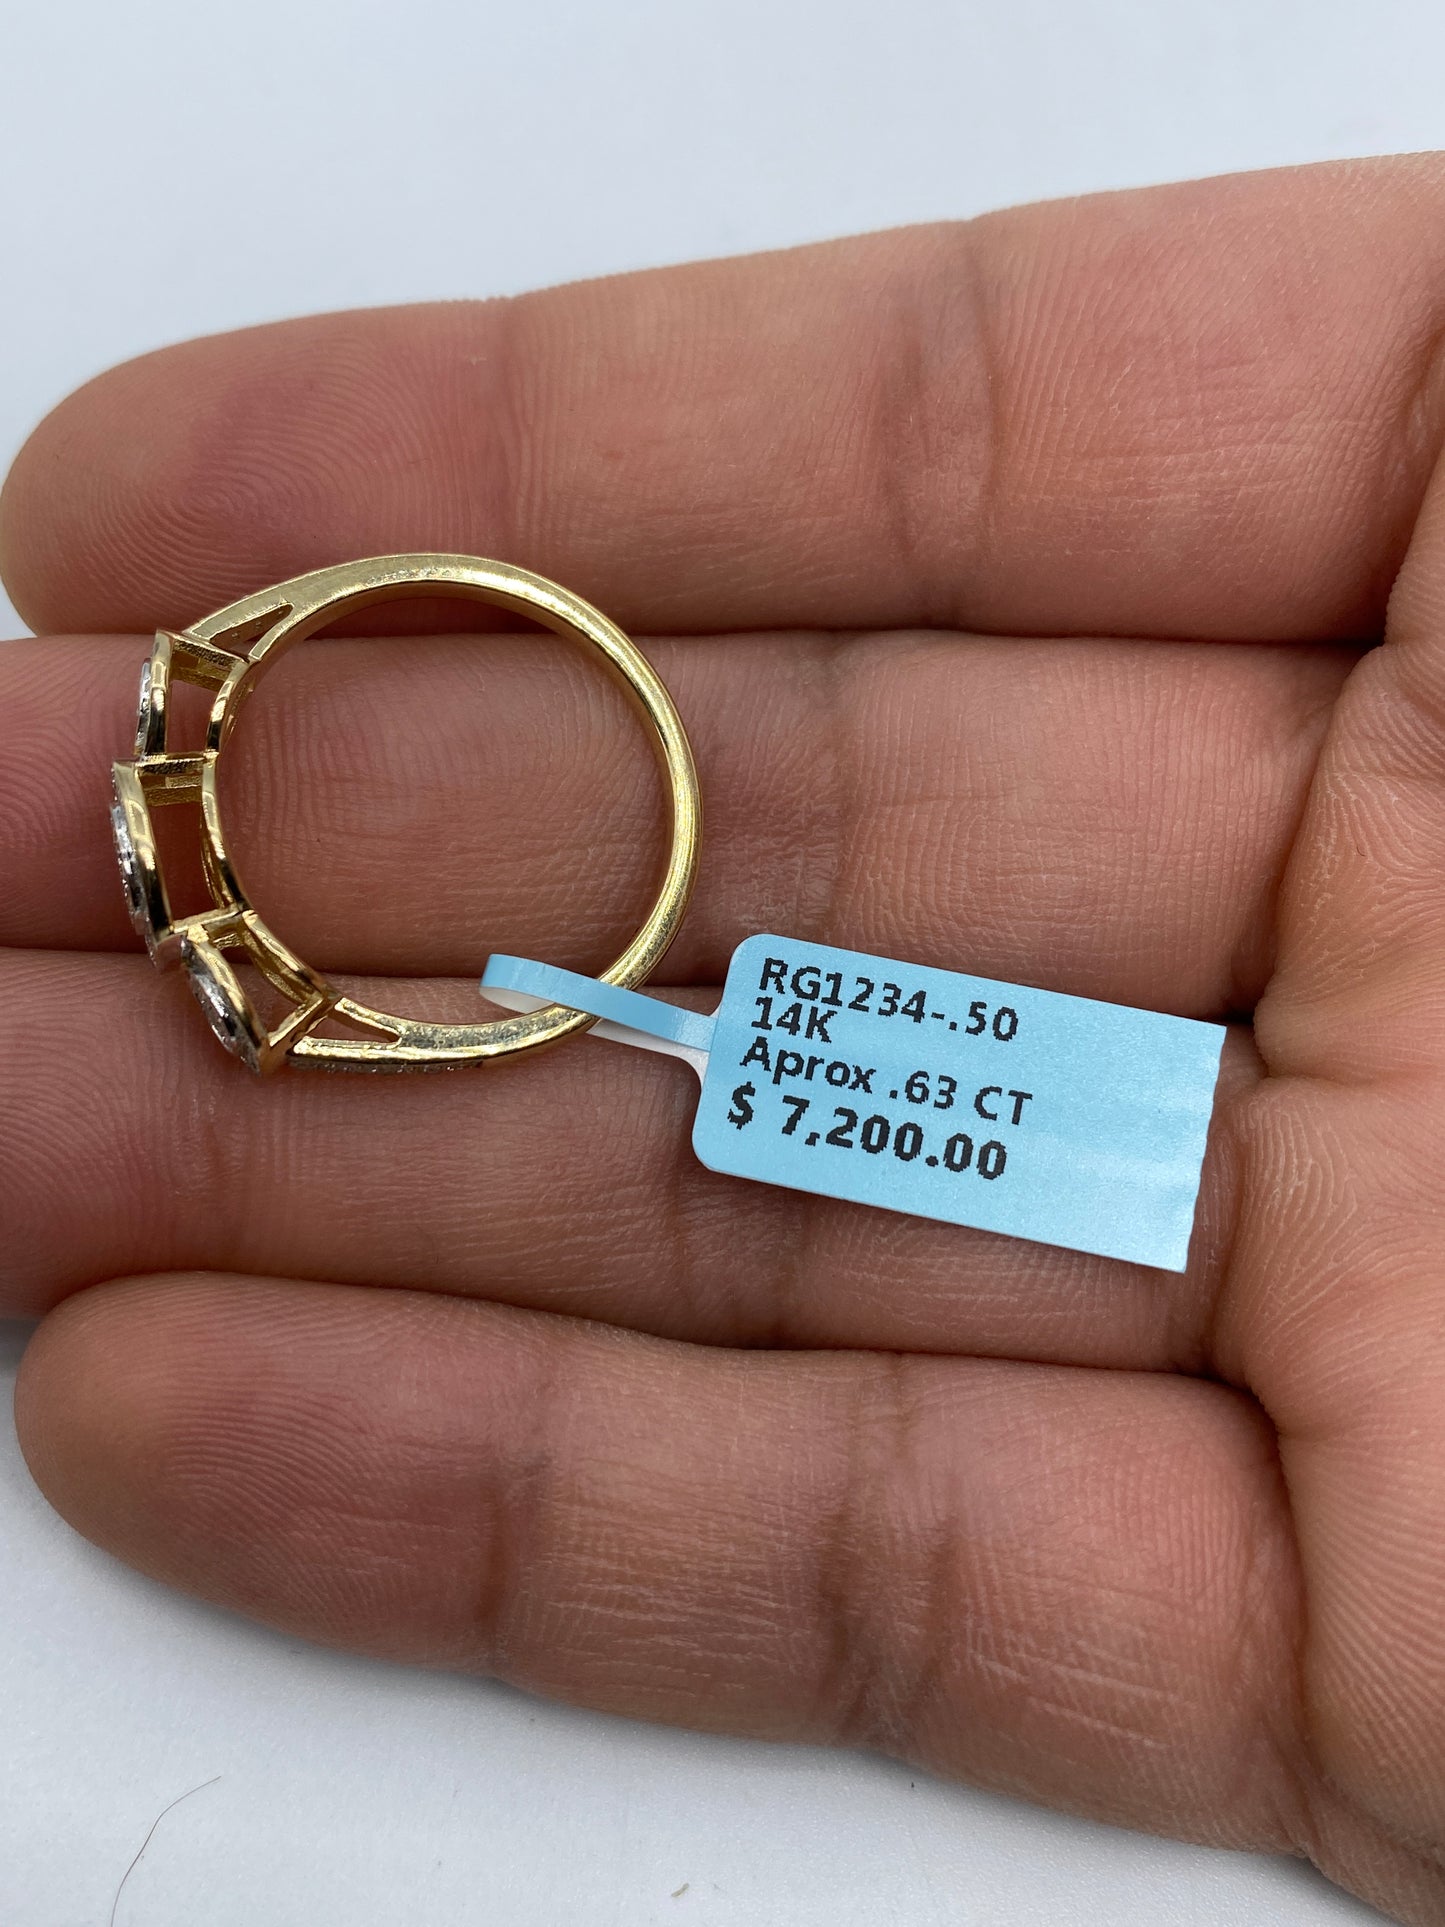 RG1234-.50
14K
Aprox .63 CT
$ 7,200.00